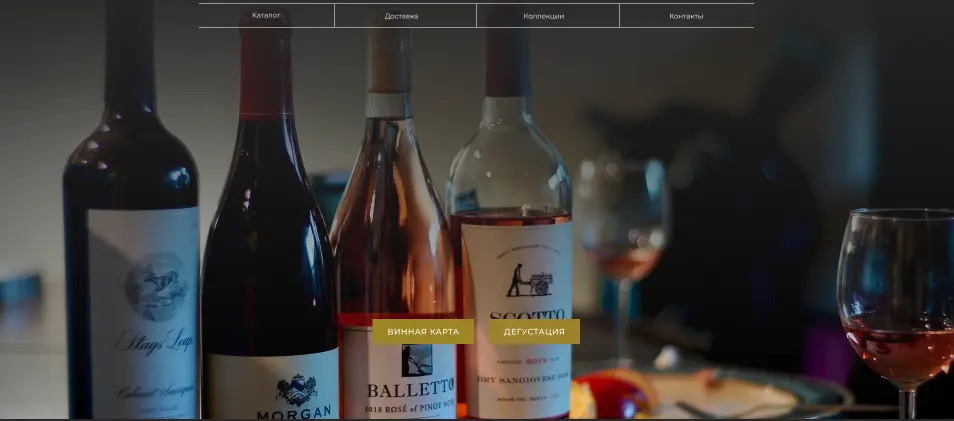 Каталог
Доставка
Коллекции
Контакты
SCOTTO
ВИННАЯ КАРТА
ДЕГУСТАЦИЯ
Stags' Leap
2018
DRY SANGIOVESE
BALLETTO
Cabernet Sauvignon
MORGAN
2018 ROSÉ of PINOT NOIR